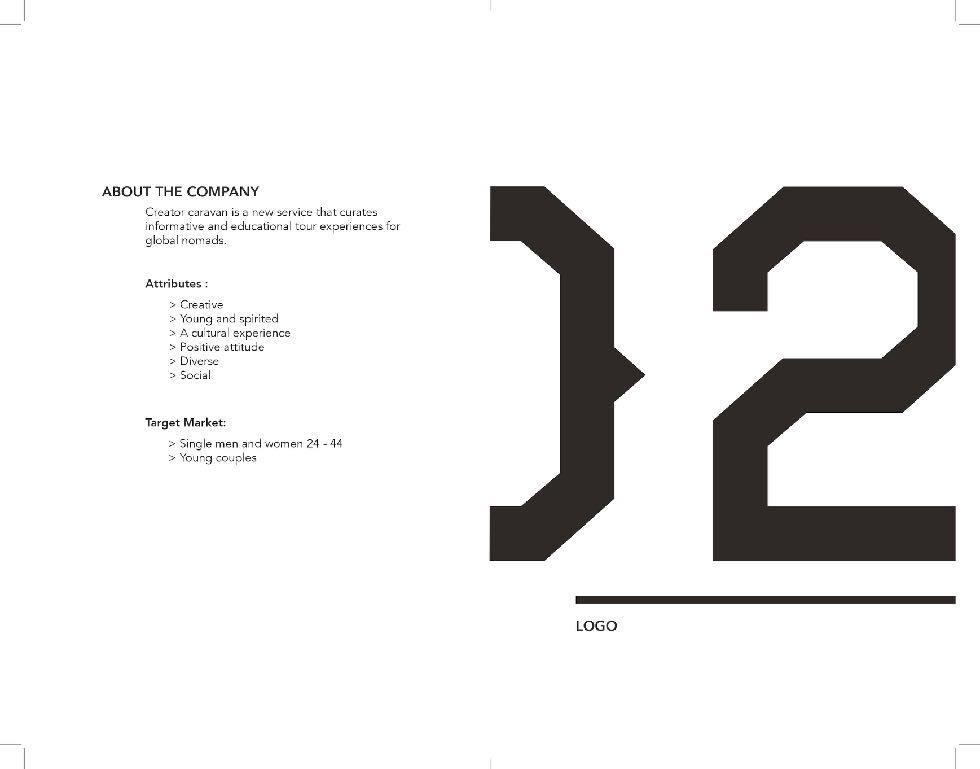 ABOUT THE COMPANY
Creator caravan is a new service that curates
informative and educational tour experiences for
global nomads.
Attributes :
> Creative
> Young and spirited
> A cultural experience
> Positive attitude
> Diverse
> Social
Target Market:
> Single men and women 24 - 44
> Young couples
02
LOGO